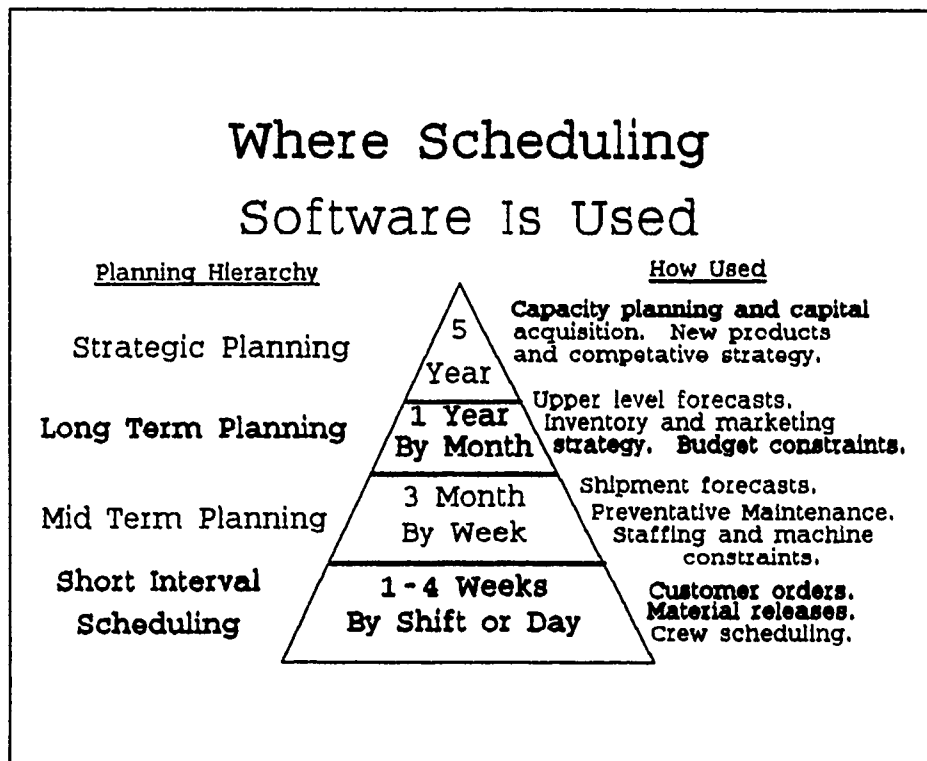 Where Scheduling
Software Is Used
Planning Hierarchy
How Used
Strategic Planning
5
Year
Capacity planning and capital
acquisition. New products
and competative strategy.
Long Term Planning
1 Year
By Month
Upper level forecasts.
Inventory and marketing
strategy. Budget constraints.
Mid Term Planning
3 Month
By Week
Shipment forecasts.
Preventative Maintenance.
Staffing and machine
constraints.
Short Interval
Scheduling
1-4 Weeks
By Shift or Day
Customer orders.
Material releases.
Crew scheduling.